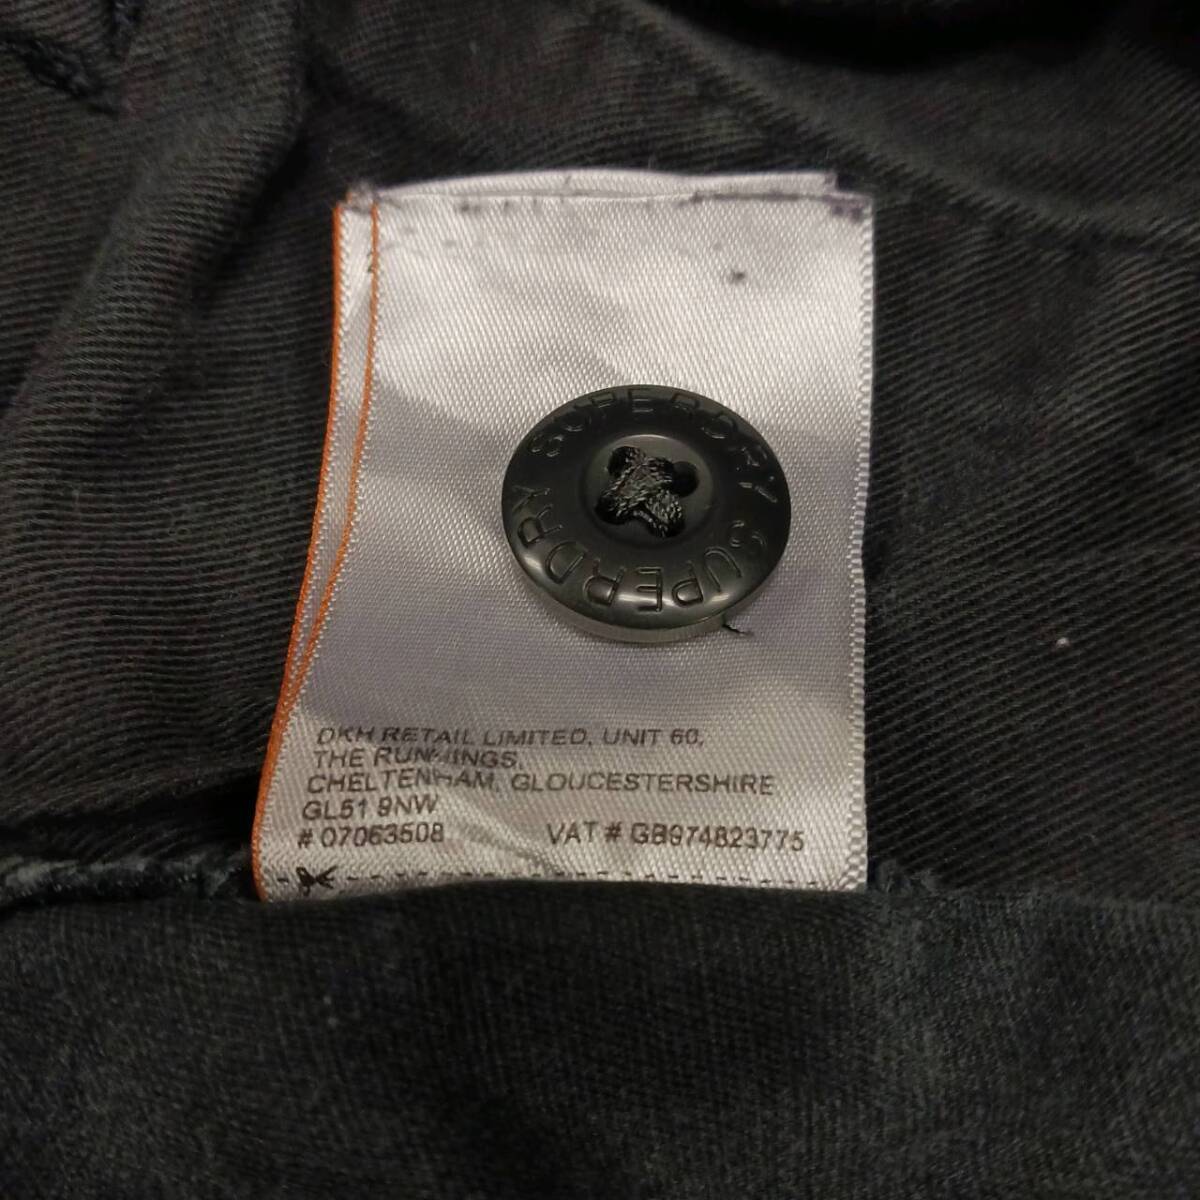 SUPERDRY SUPERDRY
DKH RETAIL LIMITED, UNIT 60,
THE RUNNINGS,
CHELTENHAM, GLOUCESTERSHIRE
GL51 9NW
# 07063508 VAT # GB974823775